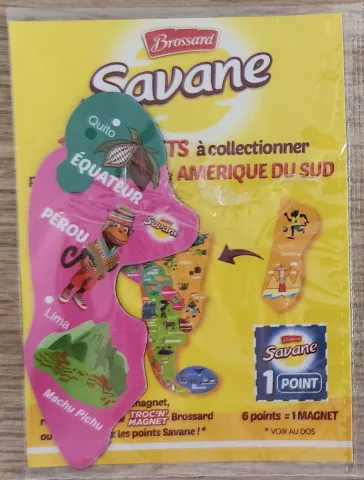 Brossard
Savane
Quito
TS à collectionner
ÉQUATEUR
AMERIQUE DU SUD
PÉROU
Savane
Lima
Machu Pichu
Brossard
Savane
1 POINT
magnet,
TROC'N' MAGNET Brossard
6 points = 1 MAGNET
les points Savane ! *
* VOIR AU DOS